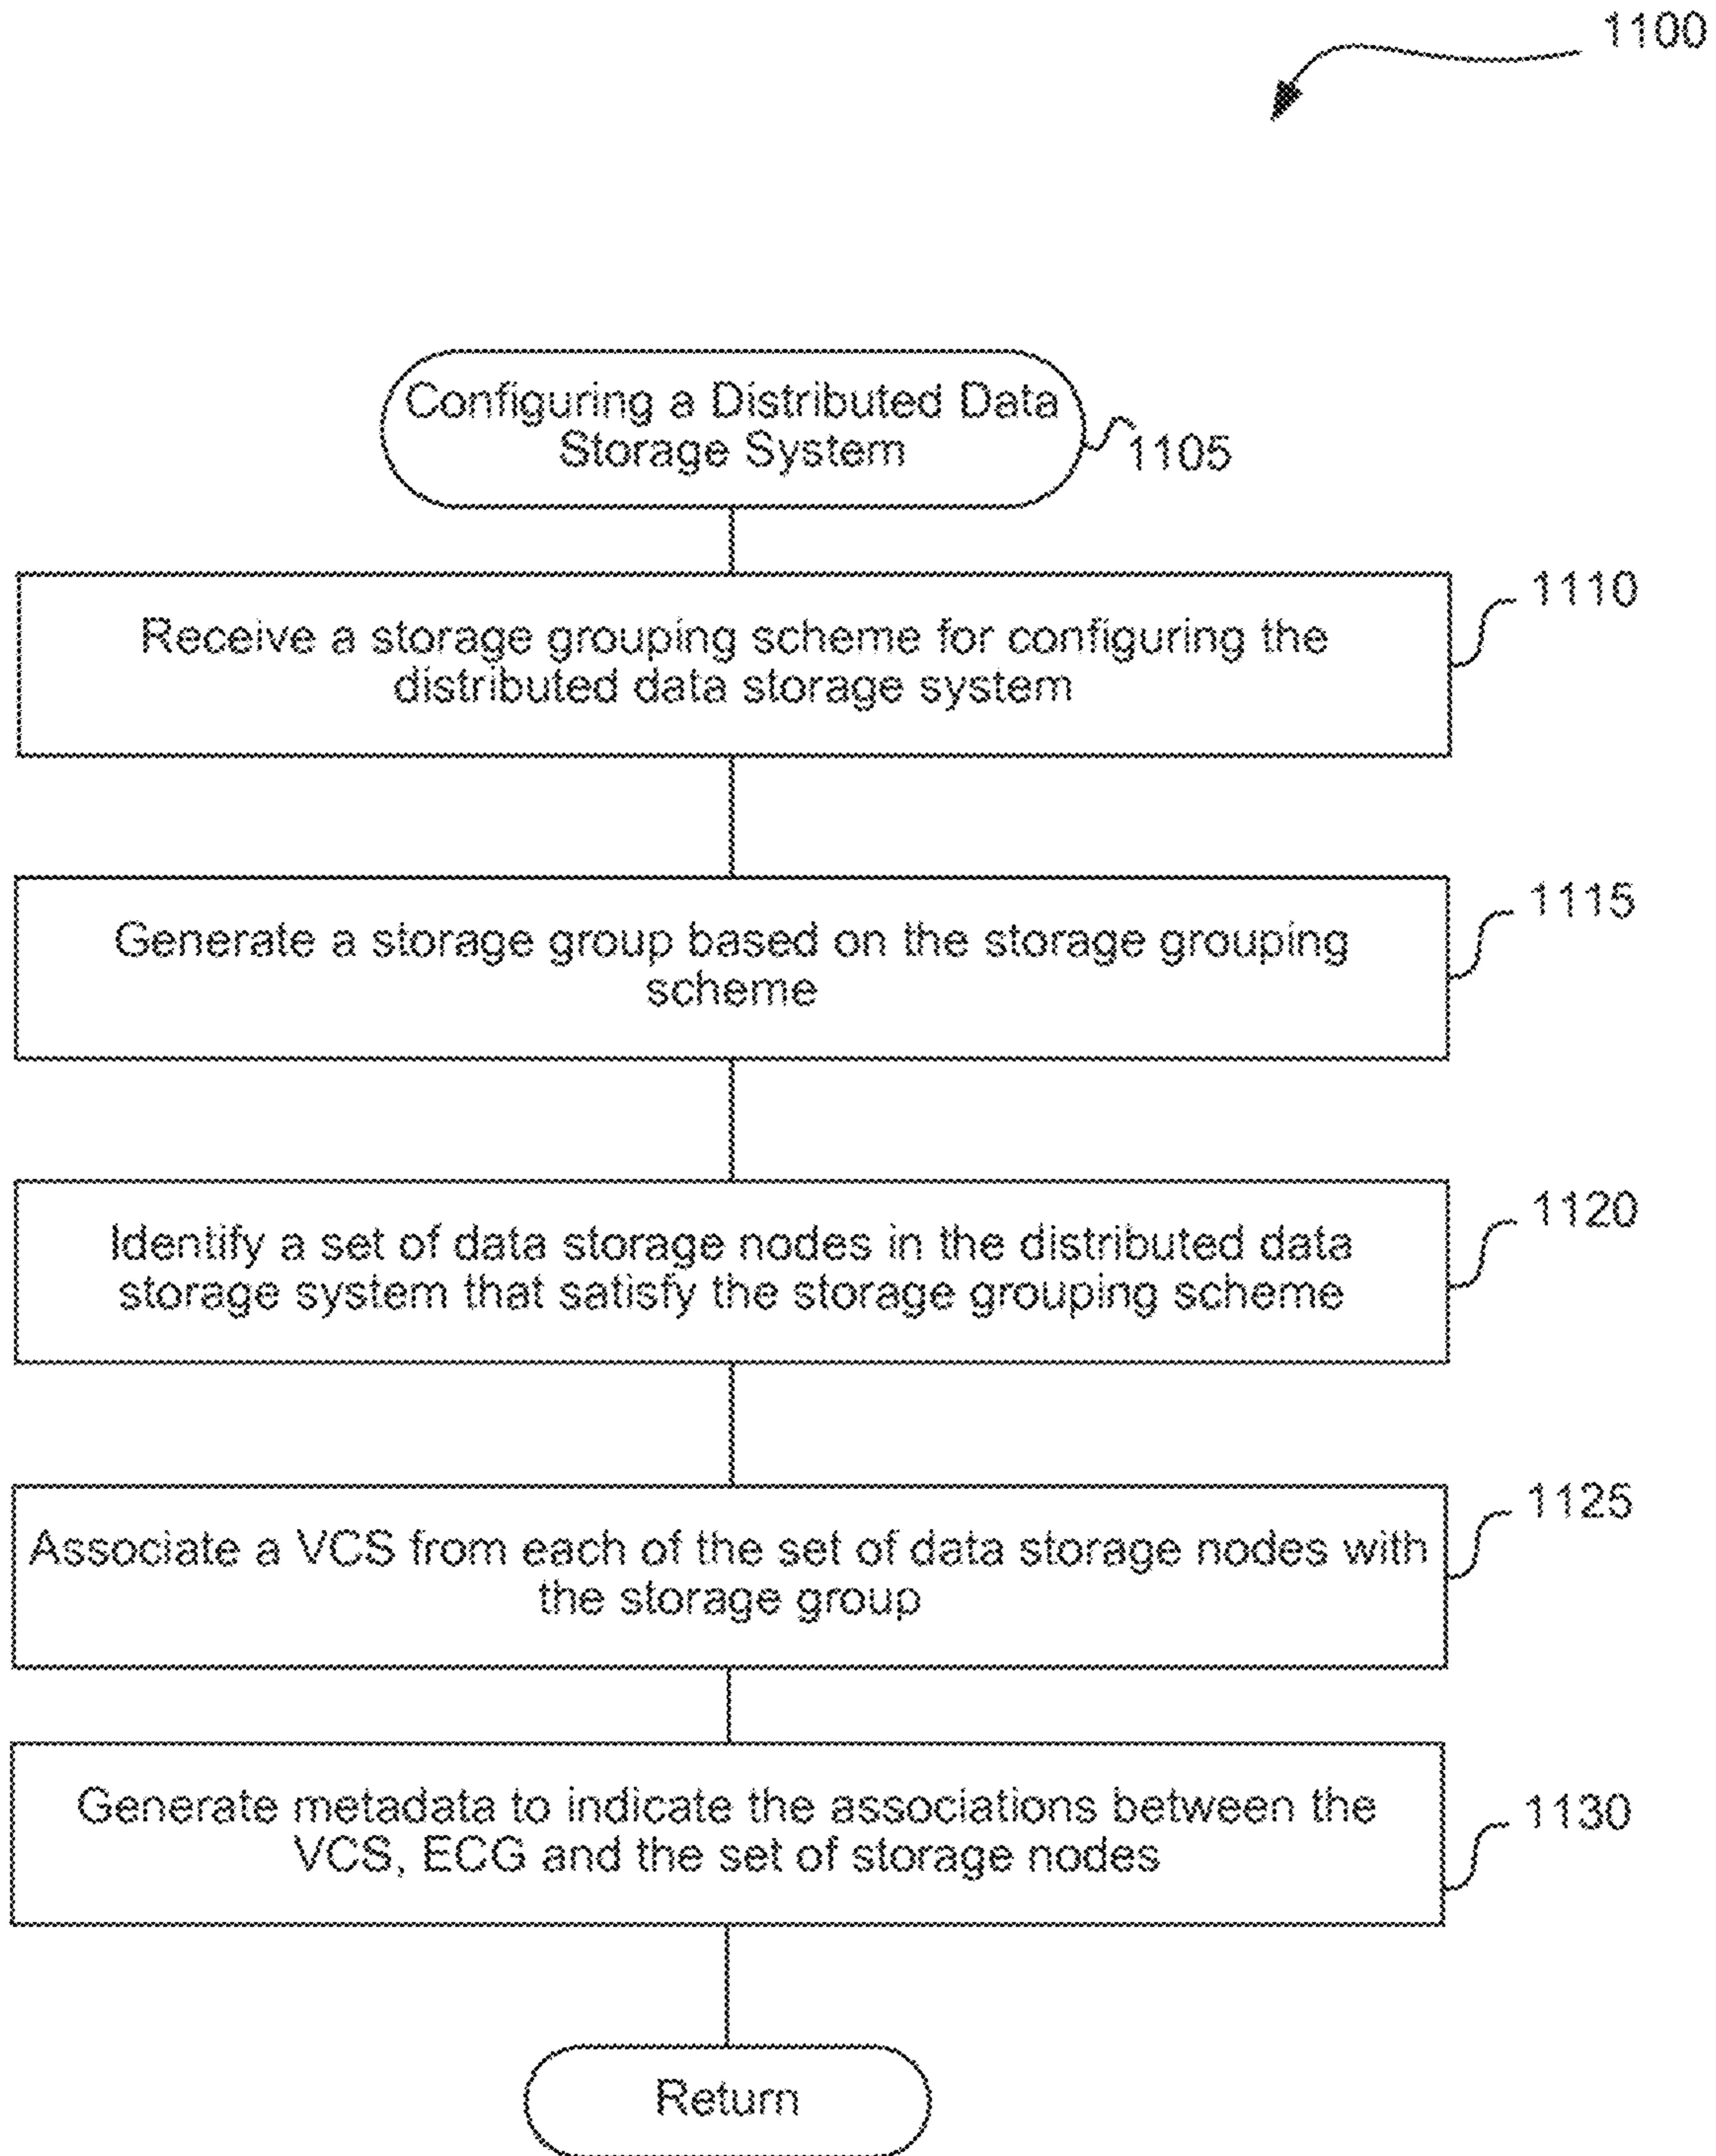 1100
Configuring a Distributed Data
Storage System
1105
Receive a storage grouping scheme for configuring the
distributed data storage system
1110
Generate a storage group based on the storage grouping
scheme
1115
Identify a set of data storage nodes in the distributed data
storage system that satisfy the storage grouping scheme
1120
Associate a VCS from each of the set of data storage nodes with
the storage group
1125
Generate metadata to indicate the associations between the
VCS, ECG and the set of storage nodes
1130
Return